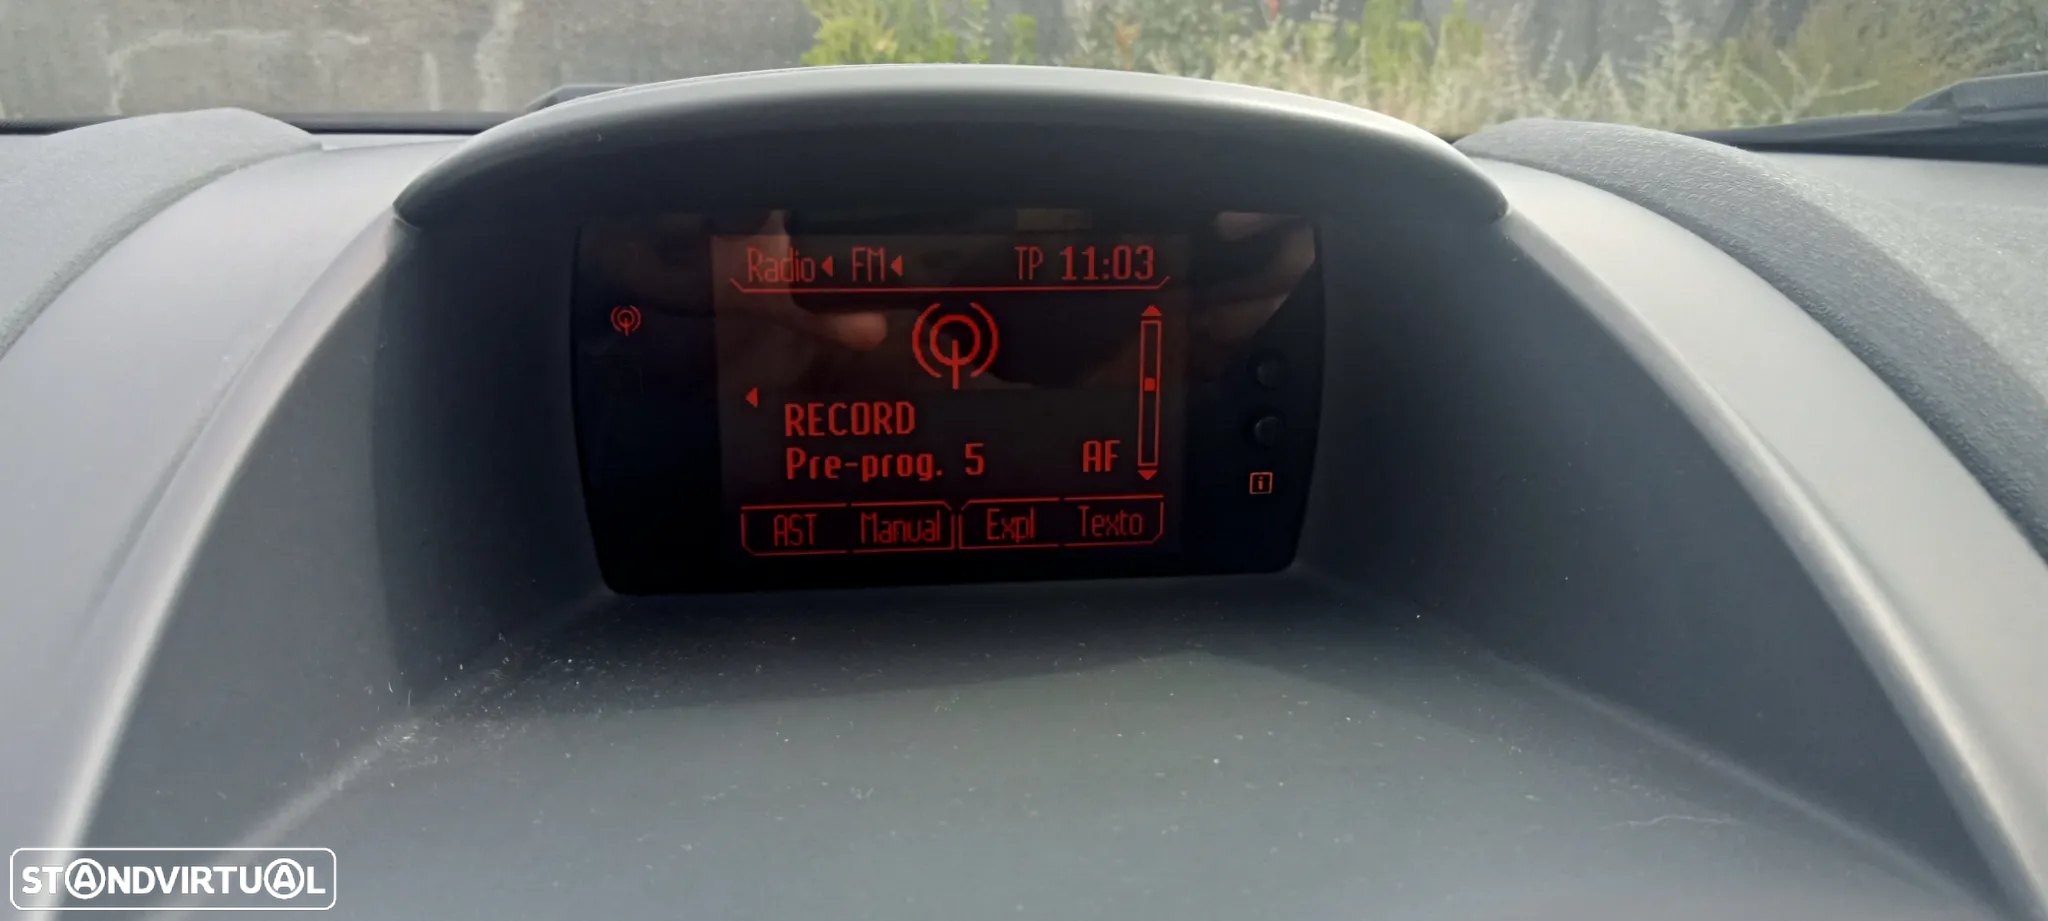 Radio FM TP 11:03
RECORD
Pre-prog. 5 AF
AST Manual Expl Texto
i
STANDVIRTUAL